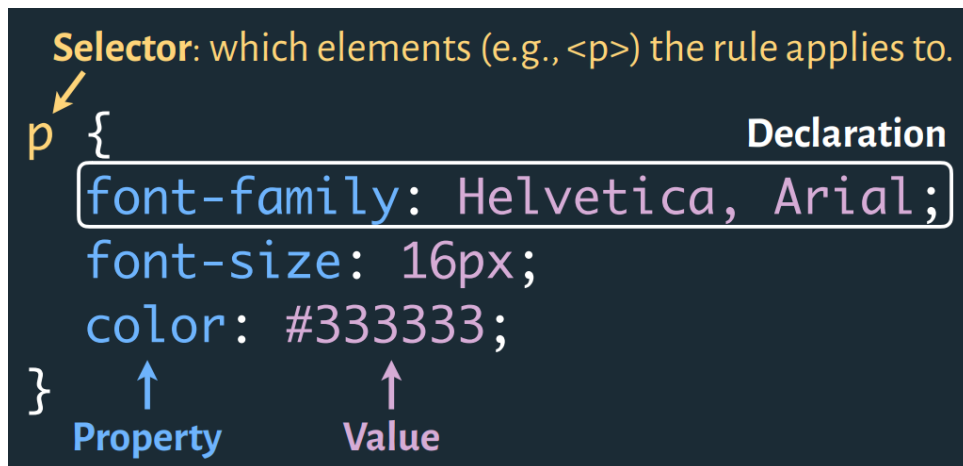 Selector: which elements (e.g., <p>) the rule applies to.
p {
Declaration
font-family: Helvetica, Arial;
font-size: 16px;
color: #333333;
}
Property
Value